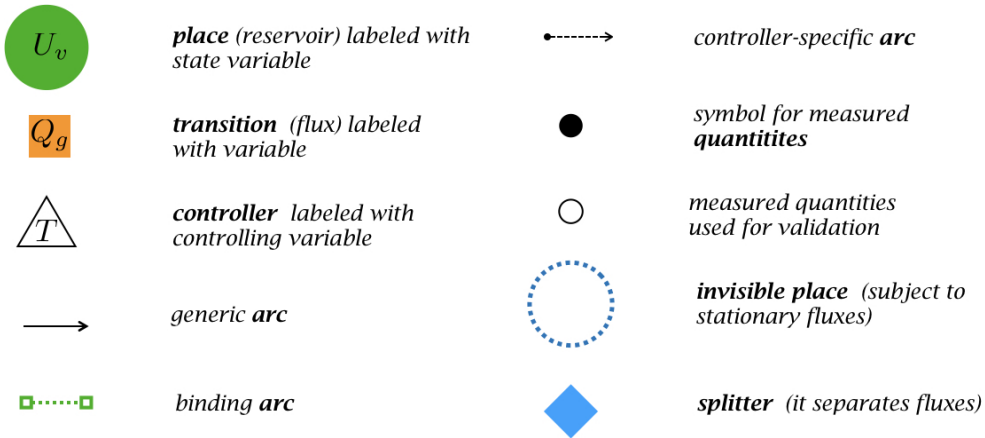 U_v
place (reservoir) labeled with
state variable
controller-specific arc
Q_g
transition (flux) labeled
with variable
symbol for measured
quantitites
T
controller labeled with
controlling variable
measured quantities
used for validation
generic arc
invisible place (subject to
stationary fluxes)
binding arc
splitter (it separates fluxes)